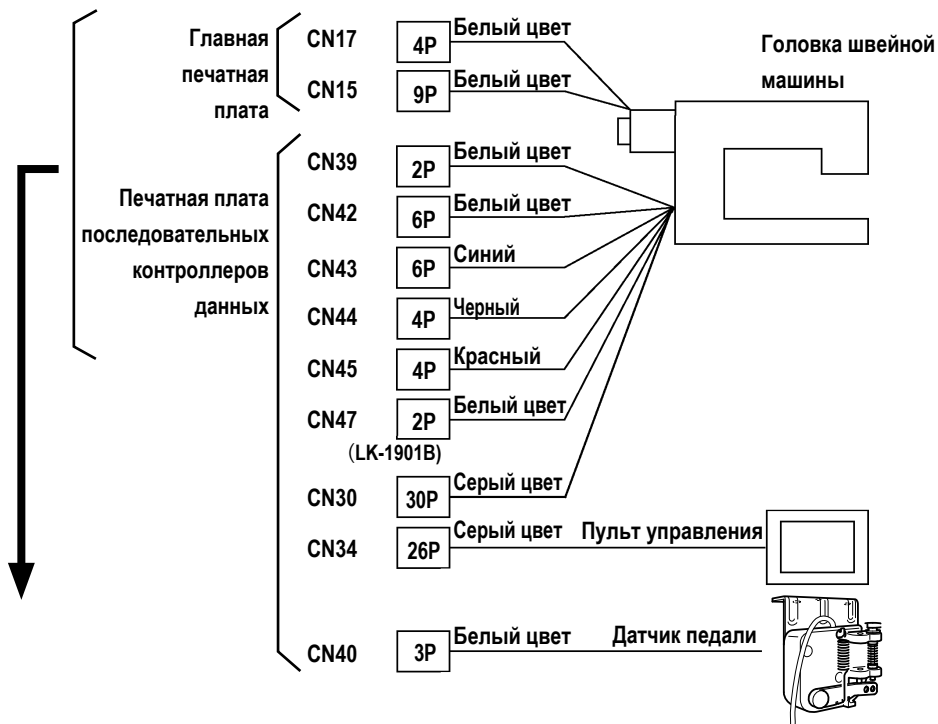 Главная
печатная
плата
CN17 4P Белый цвет
CN15 9P Белый цвет
Головка швейной
машины
Печатная плата
последовательных
контроллеров
данных
CN39 2P Белый цвет
CN42 6P Белый цвет
CN43 6P Синий
CN44 4P Черный
CN45 4P Красный
CN47 2P Белый цвет
(LK-1901B)
CN30 30P Серый цвет
CN34 26P Серый цвет Пульт управления
CN40 3P Белый цвет Датчик педали